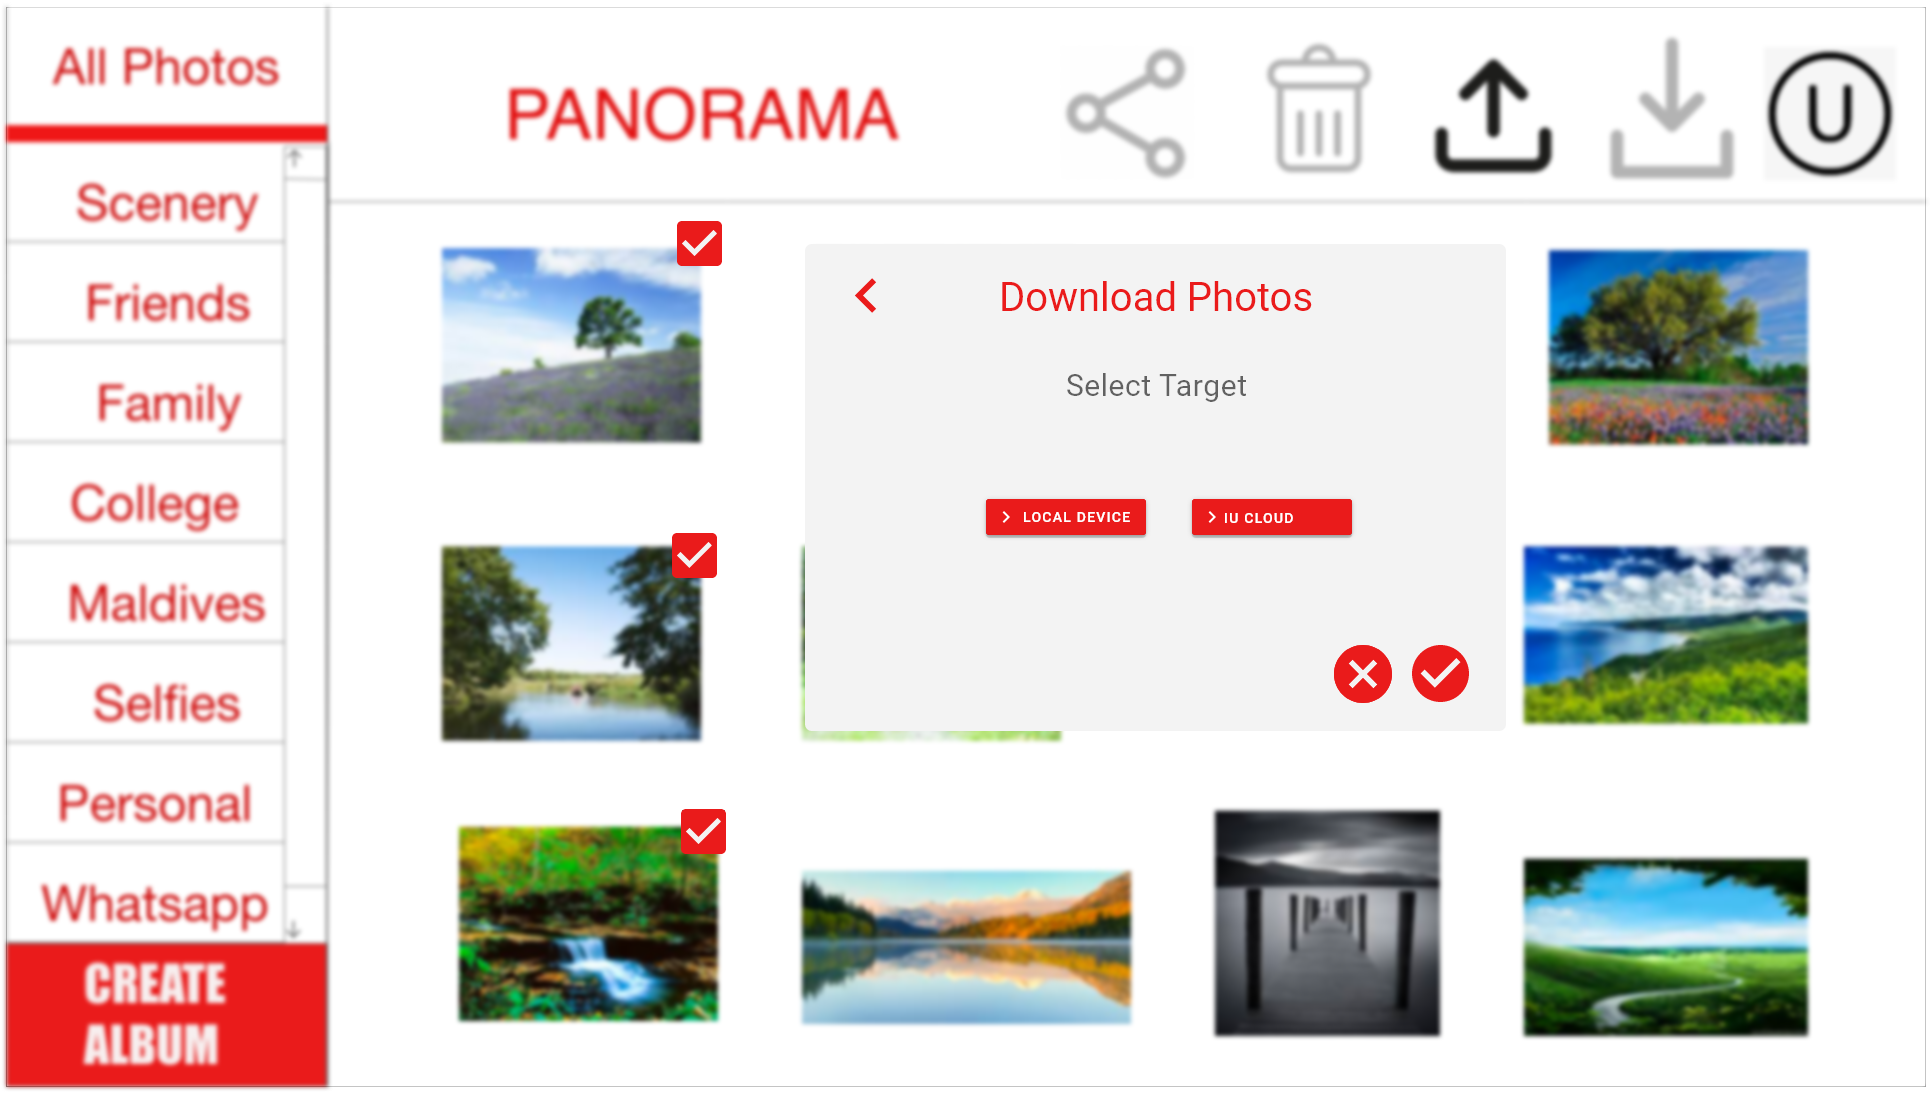 All Photos
PANORAMA
U
Scenery
Friends
Family
College
Maldives
Selfies
Personal
Whatsapp
CREATE
ALBUM
Download Photos
Select Target
LOCAL DEVICE
IU CLOUD